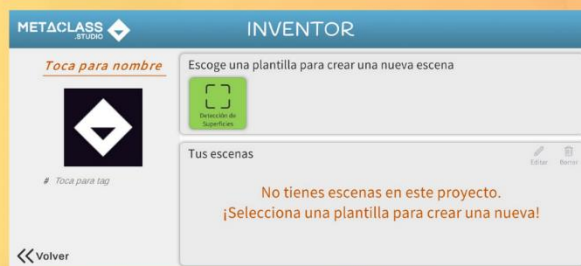 METACLASS
.STUDIO
INVENTOR
Toca para nombre
# Toca para tag
Volver
Escoge una plantilla para crear una nueva escena
Detección de
Superficies
Tus escenas
Editar
Borrar
No tienes escenas en este proyecto.
¡Selecciona una plantilla para crear una nueva!